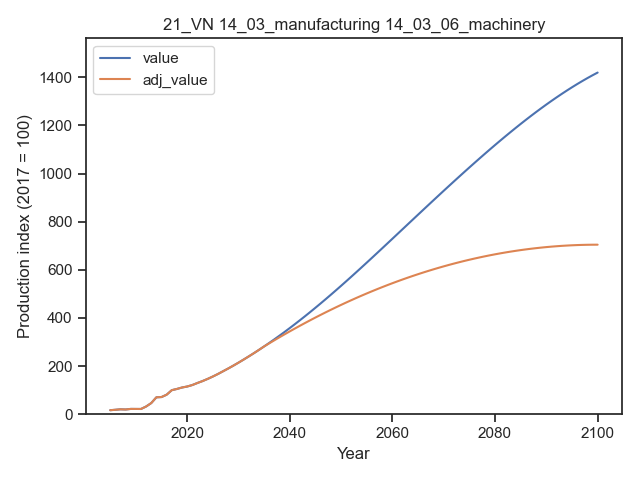 21_VN 14_03_manufacturing 14_03_06_machinery
value
adj_value
1400
1200
1000
800
600
400
200
0
Production index (2017 = 100)
2020 2040 2060 2080 2100
Year